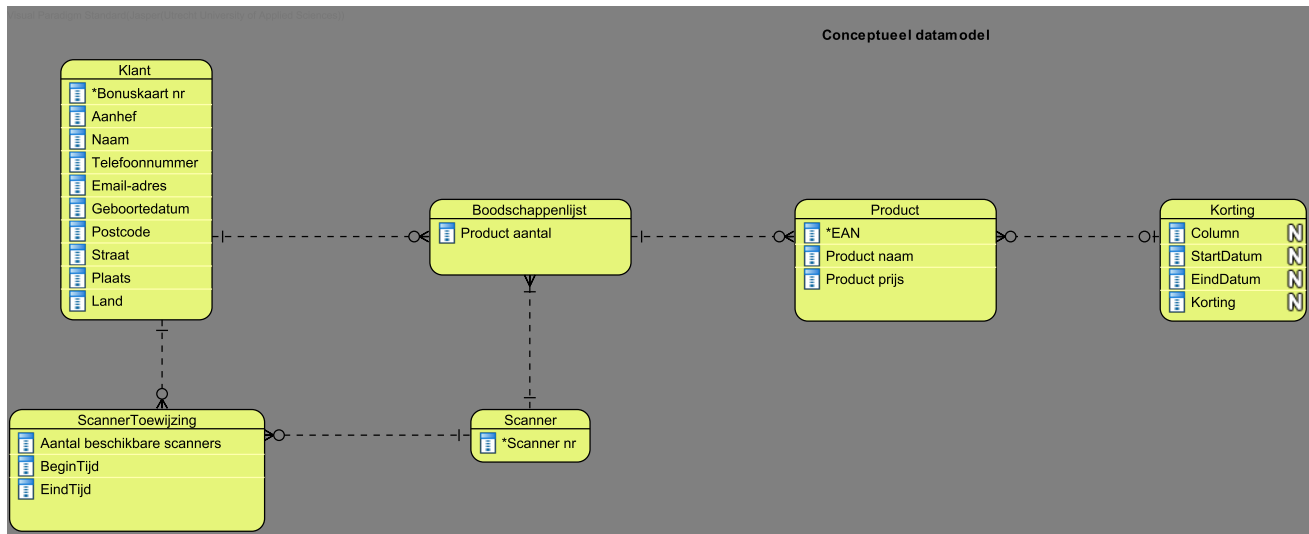 Conceptueel datamodel
Klant
*Bonuskaart nr
Aanhef
Naam
Telefoonnummer
Email-adres
Geboortedatum
Postcode
Straat
Plaats
Land
Boodschappenlijst
Product aantal
Product
*EAN
Product naam
Product prijs
Korting
Column N
StartDatum N
EindDatum N
Korting N
ScannerToewijzing
Aantal beschikbare scanners
BeginTijd
EindTijd
Scanner
*Scanner nr